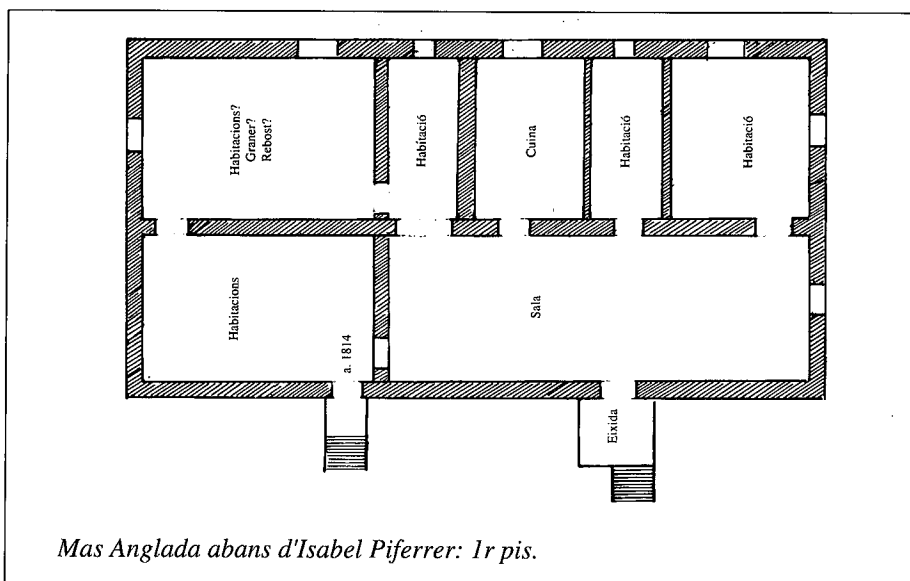 Habitacions?
Graner?
Rebost?
Habitació
Cuina
Habitació
Habitació
Habitacions
a. 1814
Sala
Eixida
Mas Anglada abans d'Isabel Piferrer: 1r pis.